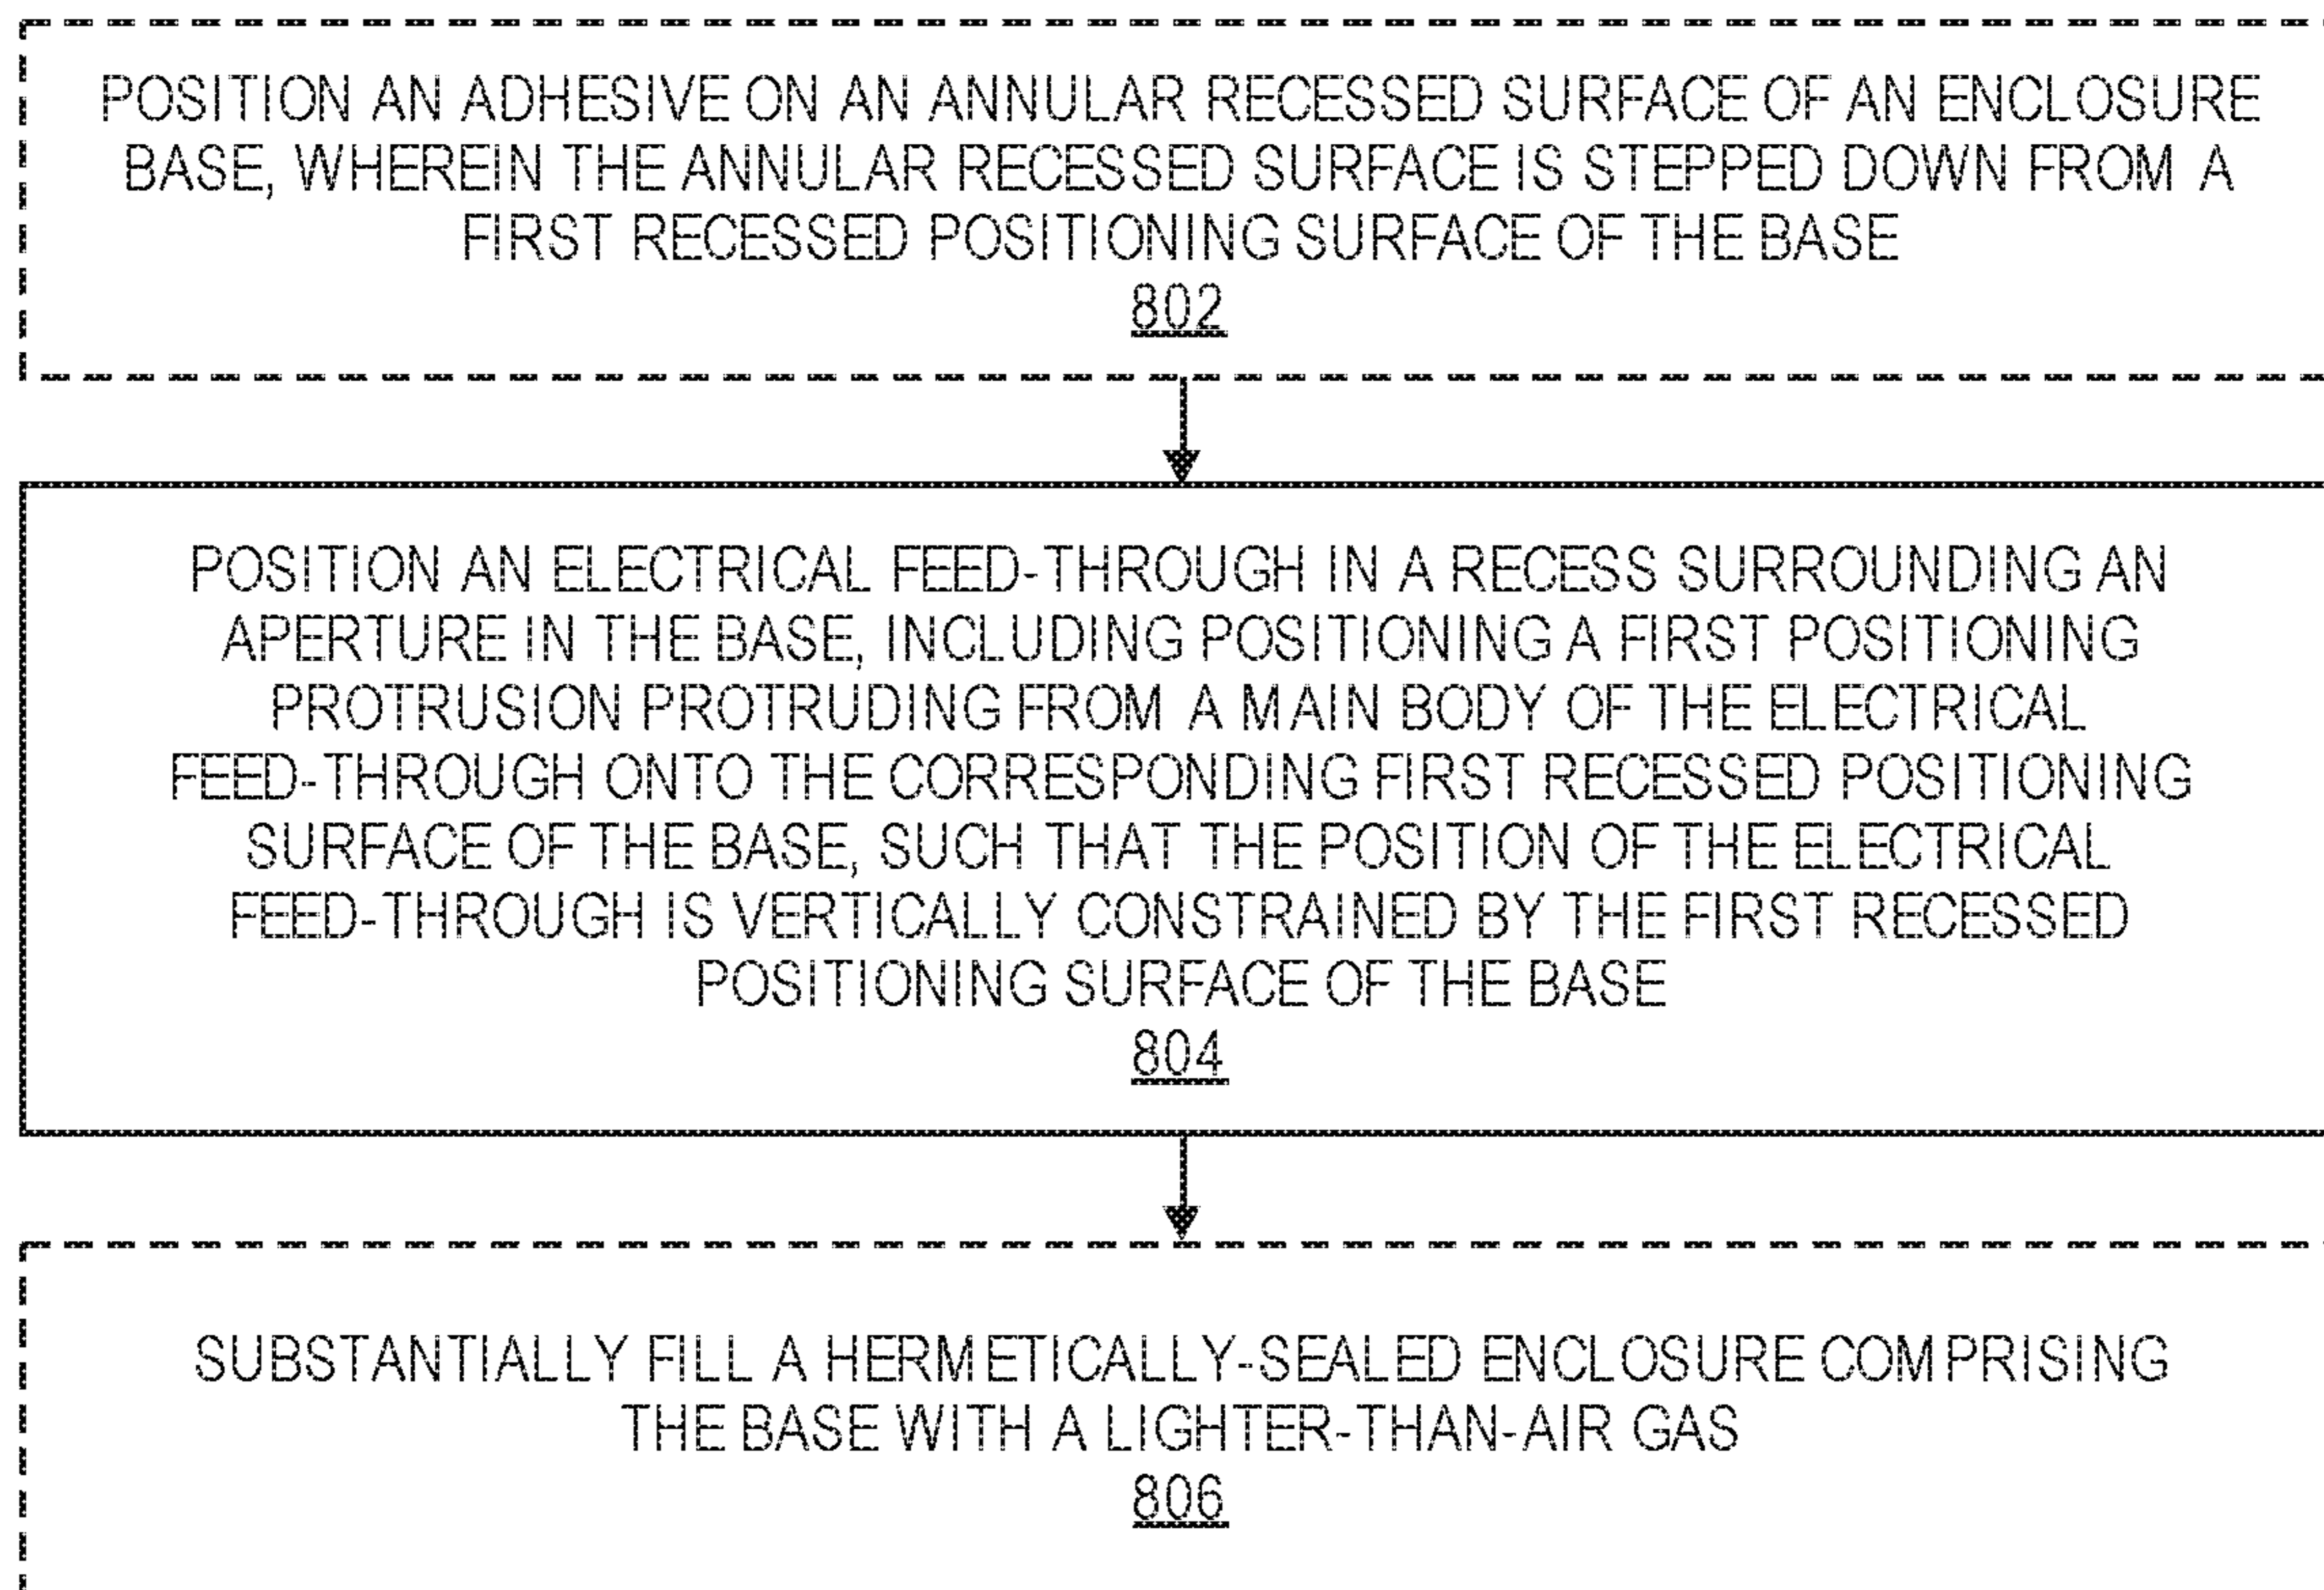 POSITION AN ADHESIVE ON AN ANNULAR RECESSED SURFACE OF AN ENCLOSURE
BASE, WHEREIN THE ANNULAR RECESSED SURFACE IS STEPPED DOWN FROM A
FIRST RECESSED POSITIONING SURFACE OF THE BASE
802
POSITION AN ELECTRICAL FEED-THROUGH IN A RECESS SURROUNDING AN
APERTURE IN THE BASE, INCLUDING POSITIONING A FIRST POSITIONING
PROTRUSION PROTRUDING FROM A MAIN BODY OF THE ELECTRICAL
FEED-THROUGH ONTO THE CORRESPONDING FIRST RECESSED POSITIONING
SURFACE OF THE BASE, SUCH THAT THE POSITION OF THE ELECTRICAL
FEED-THROUGH IS VERTICALLY CONSTRAINED BY THE FIRST RECESSED
POSITIONING SURFACE OF THE BASE
804
SUBSTANTIALLY FILL A HERMETICALLY-SEALED ENCLOSURE COMPRISING
THE BASE WITH A LIGHTER-THAN-AIR GAS
806